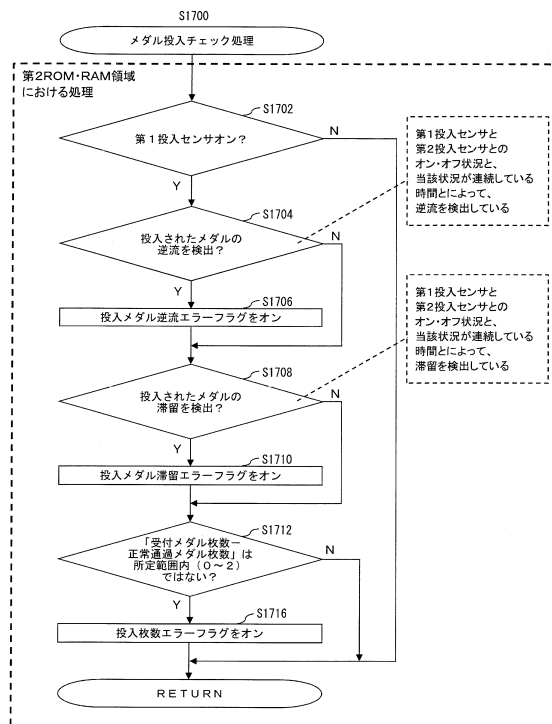 S1700
メダル投入チェック処理
第2ROM・RAM領域
における処理
S1702
第1投入センサオン?
N
Y
第1投入センサと
第2投入センサとの
オン・オフ状況と、
当該状況が連続している
時間とによって、
逆流を検出している
S1704
投入されたメダルの
逆流を検出?
N
Y
S1706
投入メダル逆流エラーフラグをオン
第1投入センサと
第2投入センサとの
オン・オフ状況と、
当該状況が連続している
時間とによって、
滞留を検出している
S1708
投入されたメダルの
滞留を検出?
N
Y
S1710
投入メダル滞留エラーフラグをオン
S1712
「受付メダル枚数ー
正常通過メダル枚数」は
所定範囲内(0~2)
ではない?
N
Y
S1716
投入枚数エラーフラグをオン
RETURN